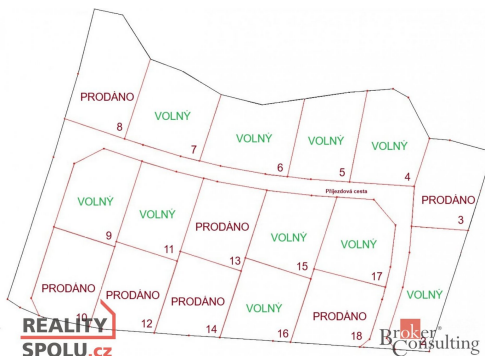 PRODÁNO
8
VOLNÝ
7
VOLNÝ
6
VOLNÝ
5
VOLNÝ
4
Příjezdová cesta
PRODÁNO
3
VOLNÝ
9
VOLNÝ
11
PRODÁNO
13
VOLNÝ
15
VOLNÝ
17
PRODÁNO
10
PRODÁNO
12
PRODÁNO
14
VOLNÝ
16
PRODÁNO
18
VOLNÝ
2
REALITY
SPOLU.cz
Broker
Consulting